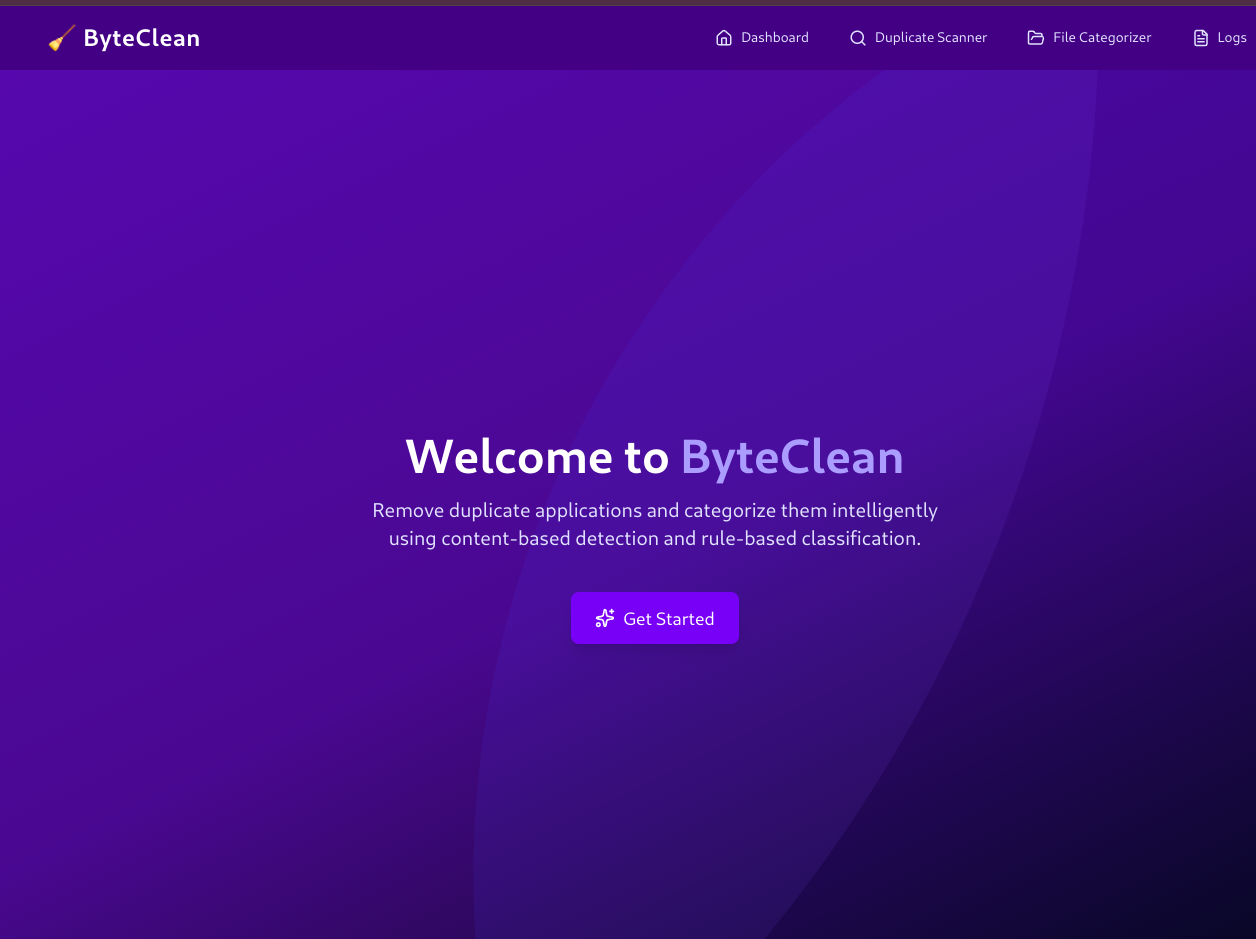 ByteClean
Dashboard
Duplicate Scanner
File Categorizer
Logs
Welcome to ByteClean
Remove duplicate applications and categorize them intelligently
using content-based detection and rule-based classification.
Get Started